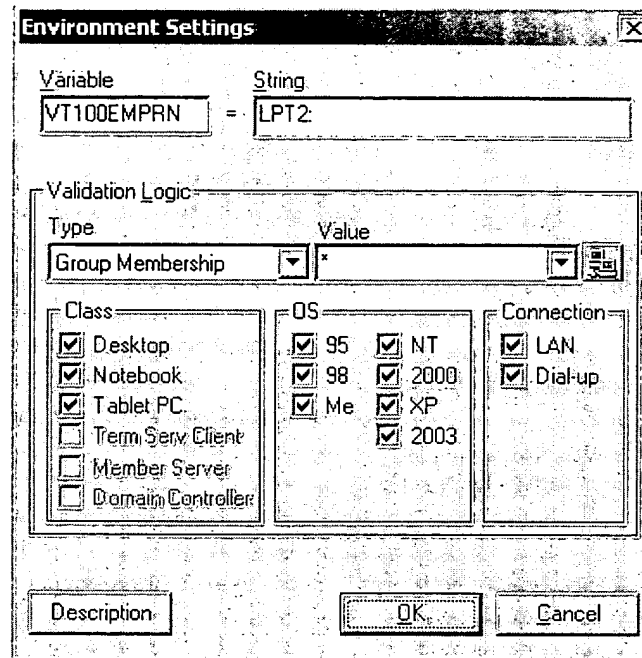 Environment Settings
Variable String
VT100EMPRN = LPT2:
Validation Logic
Type Value
Group Membership *
Class OS Connection
Desktop 95 NT LAN
Notebook 98 2000 Dial-up
Tablet PC Me XP
Term Serv Client 2003
Member Server
Domain Controller
Description OK Cancel